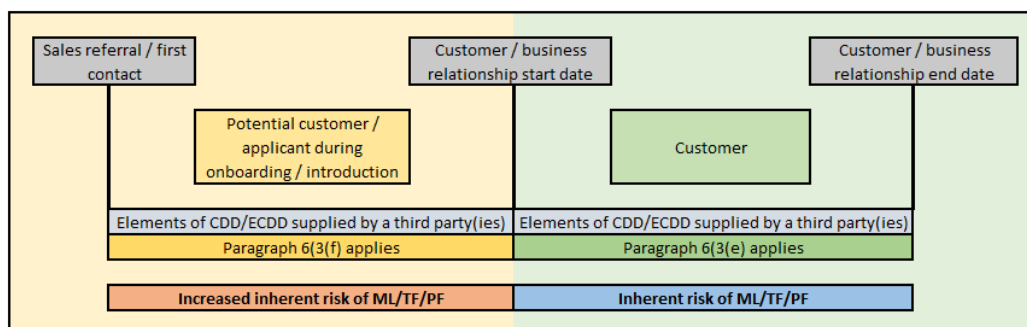 Sales referral / first
contact
Customer / business
relationship start date
Customer / business
relationship end date
Potential customer /
applicant during
onboarding / introduction
Customer
Elements of CDD/ECDD supplied by a third party(ies)
Elements of CDD/ECDD supplied by a third party(ies)
Paragraph 6(3(f) applies
Paragraph 6(3(e) applies
Increased inherent risk of ML/TF/PF
Inherent risk of ML/TF/PF